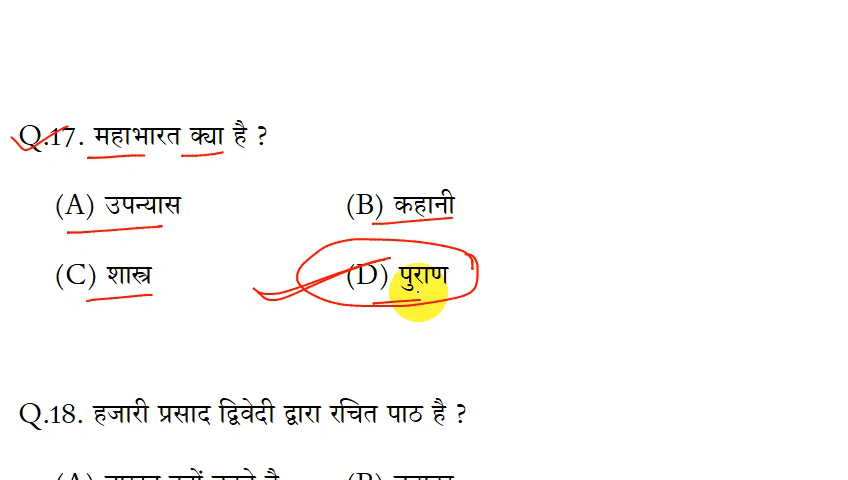 Q.17. महाभारत क्या है ?
(A) उपन्यास (B) कहानी
(C) शास्त्र (D) पुराण
Q.18. हजारी प्रसाद द्विवेदी द्वारा रचित पाठ है ?
(A) (B)